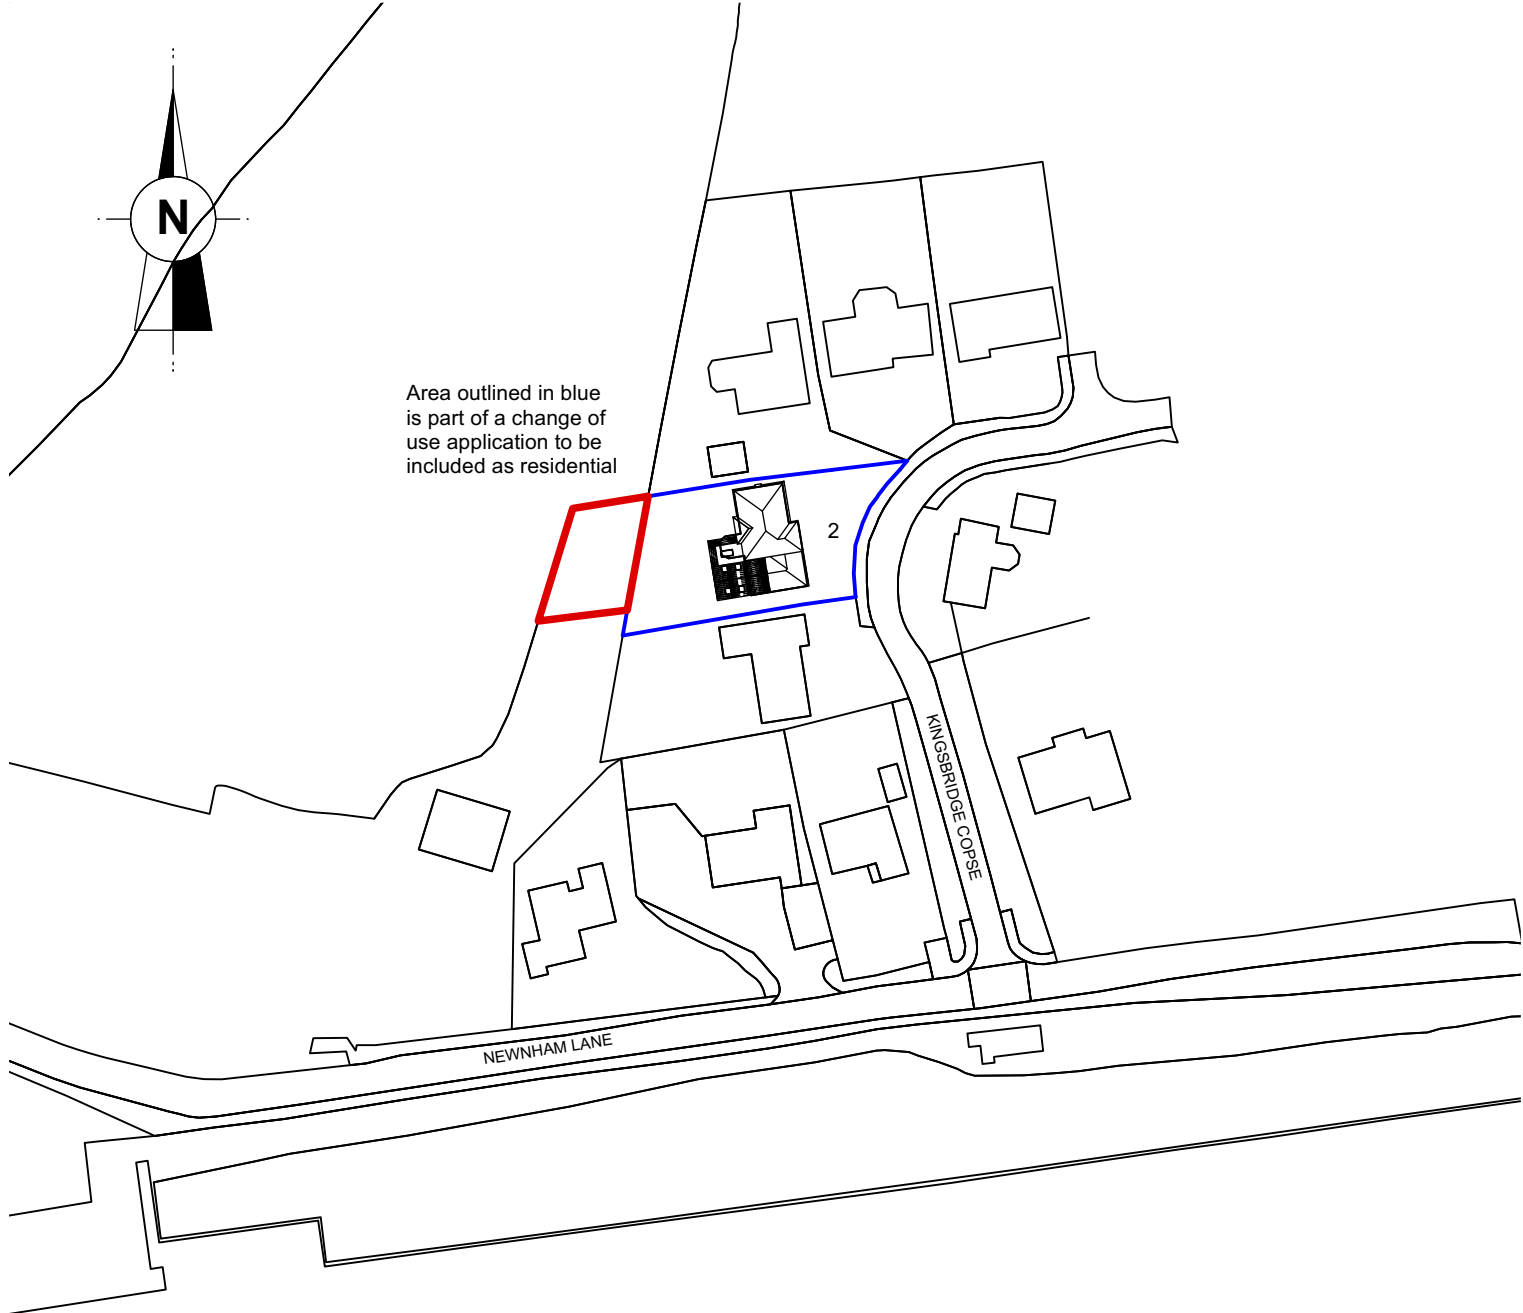 N
Area outlined in blue
is part of a change of
use application to be
included as residential
2
KINGSBRIDGE COPSE
NEWNHAM LANE